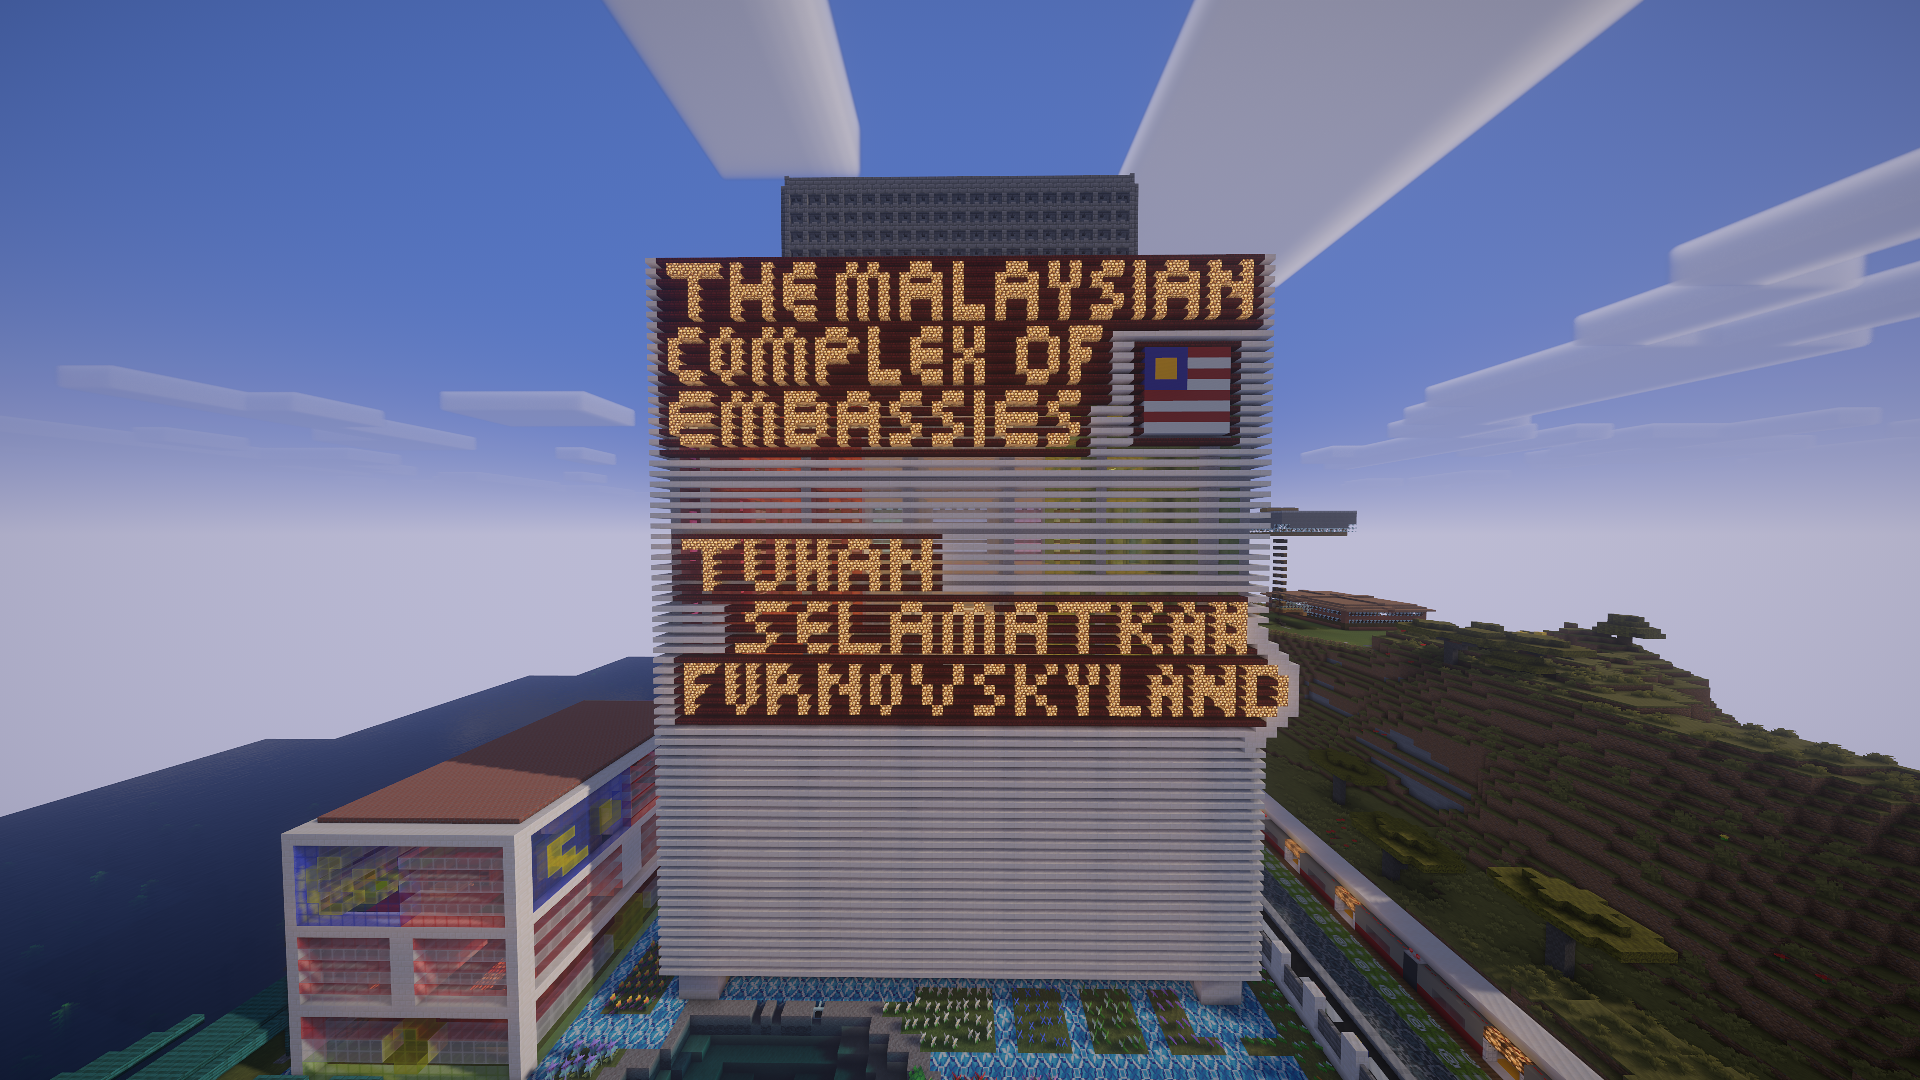 THE MALAYSIAN
COMPLEX OF
EMBASSIES
TUHAN
SELAMATKAN
FURNOVSKYLAND